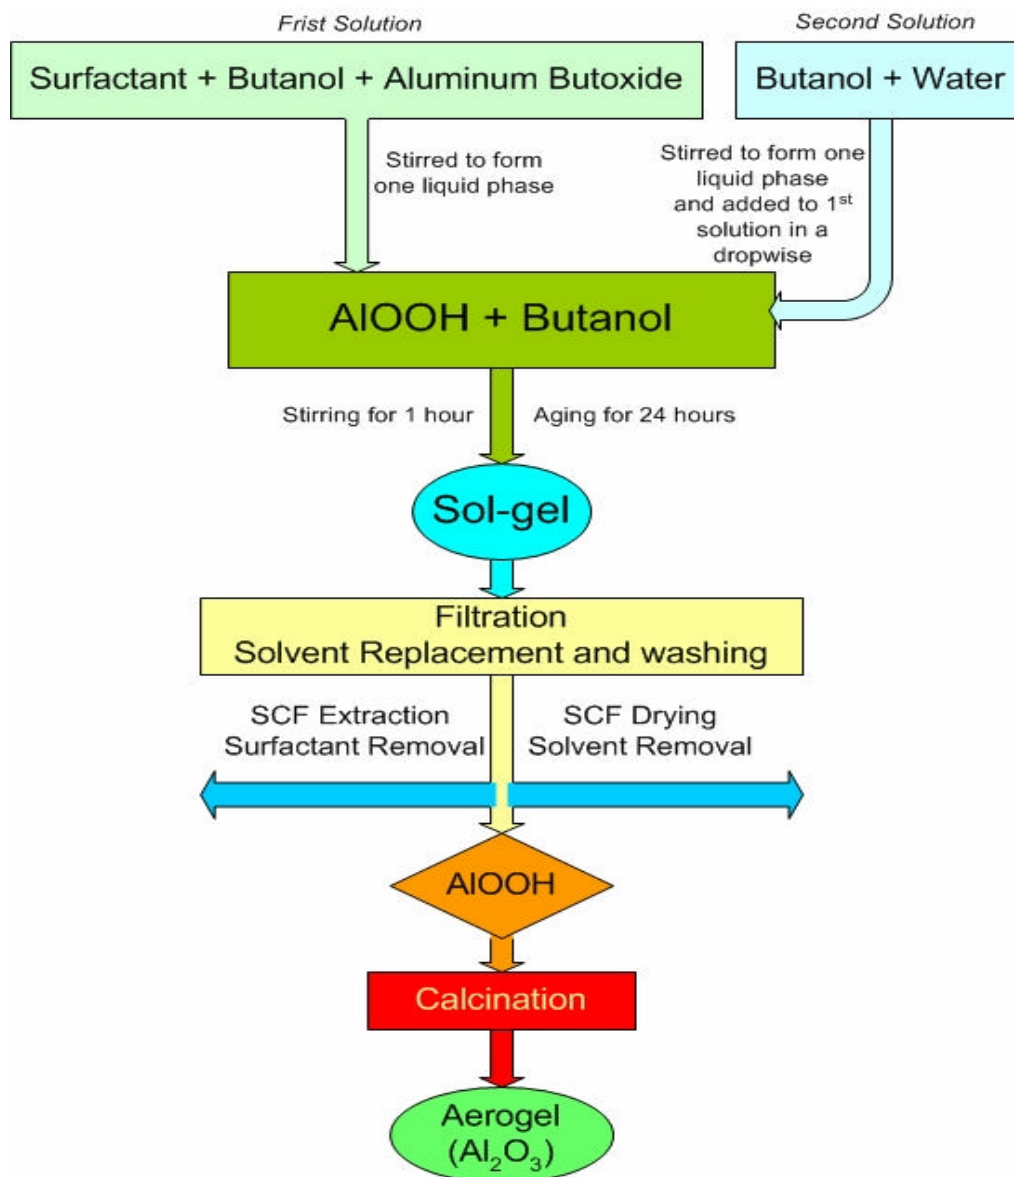 Frist Solution
Second Solution
Surfactant + Butanol + Aluminum Butoxide
Butanol + Water
Stirred to form
one liquid phase
Stirred to form one
liquid phase
and added to 1st
solution in a
dropwise
AlOOH + Butanol
Stirring for 1 hour
Aging for 24 hours
Sol-gel
Filtration
Solvent Replacement and washing
SCF Extraction
Surfactant Removal
SCF Drying
Solvent Removal
AlOOH
Calcination
Aerogel
(Al₂O₃)